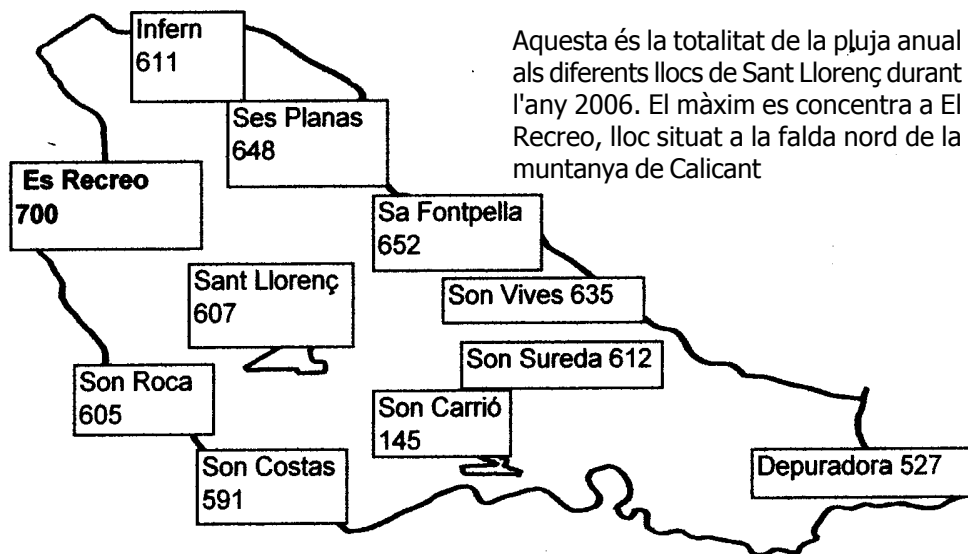 Infern
611
Aquesta és la totalitat de la pluja anual
als diferents llocs de Sant Llorenç durant
l'any 2006. El màxim es concentra a El
Recreo, lloc situat a la falda nord de la
muntanya de Calicant
Ses Planas
648
Es Recreo
700
Sa Fontpella
652
Sant Llorenç
607
Son Vives 635
Son Sureda 612
Son Roca
605
Son Carrió
145
Son Costas
591
Depuradora 527